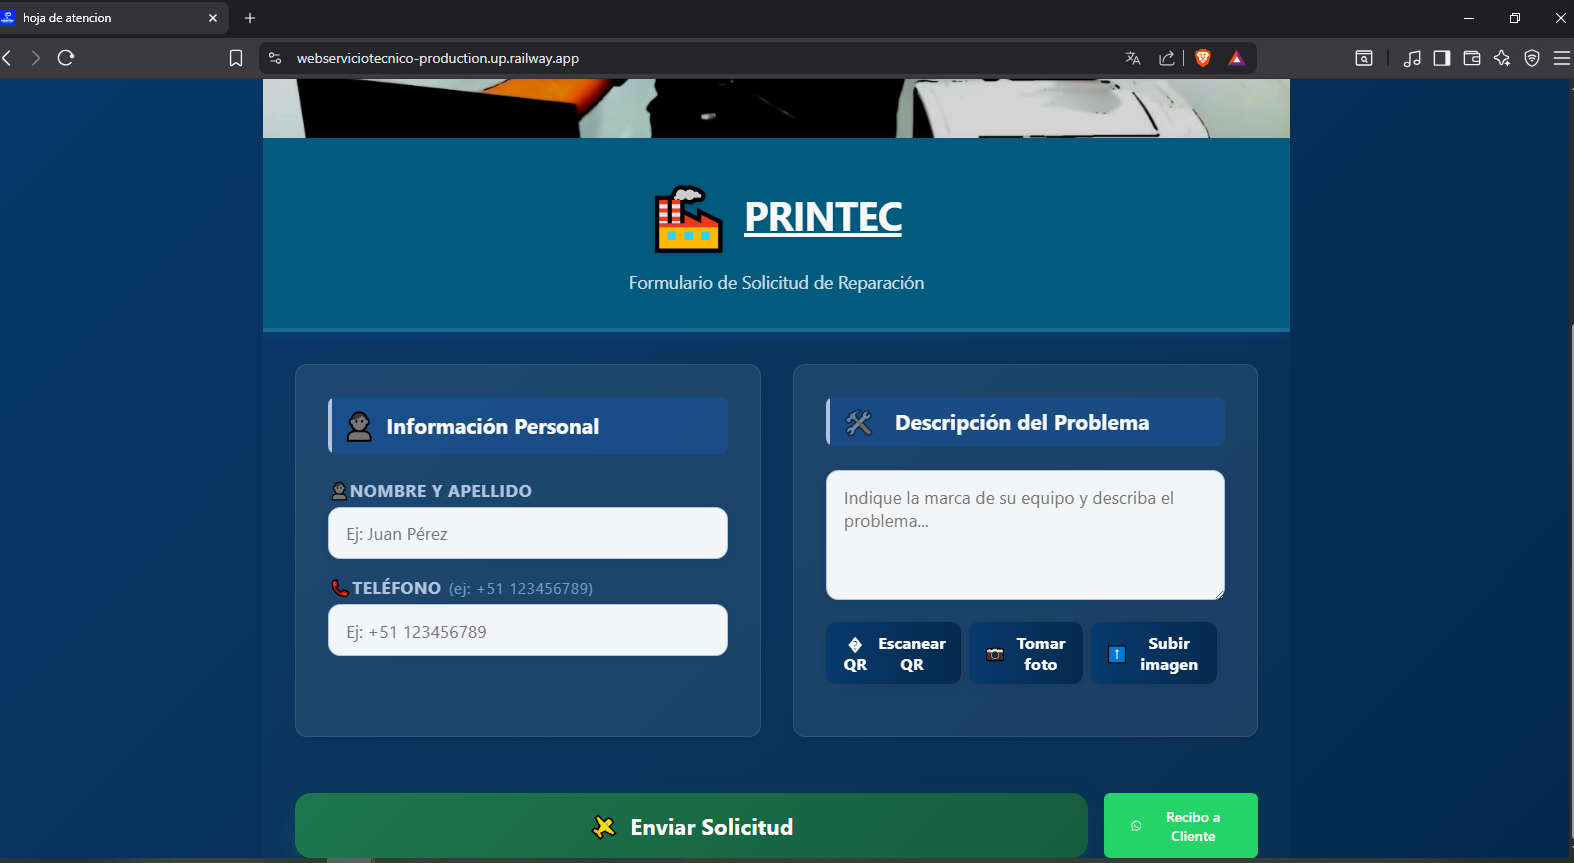 hoja de atencion
webserviciotecnico-production.up.railway.app
PRINTEC
Formulario de Solicitud de Reparación
Información Personal
NOMBRE Y APELLIDO
Ej: Juan Pérez
TELÉFONO (ej: +51 123456789)
Ej: +51 123456789
Descripción del Problema
Indique la marca de su equipo y describa el
problema...
� QR Escanear QR
Tomar foto
Subir imagen
Enviar Solicitud
Recibo a
Cliente